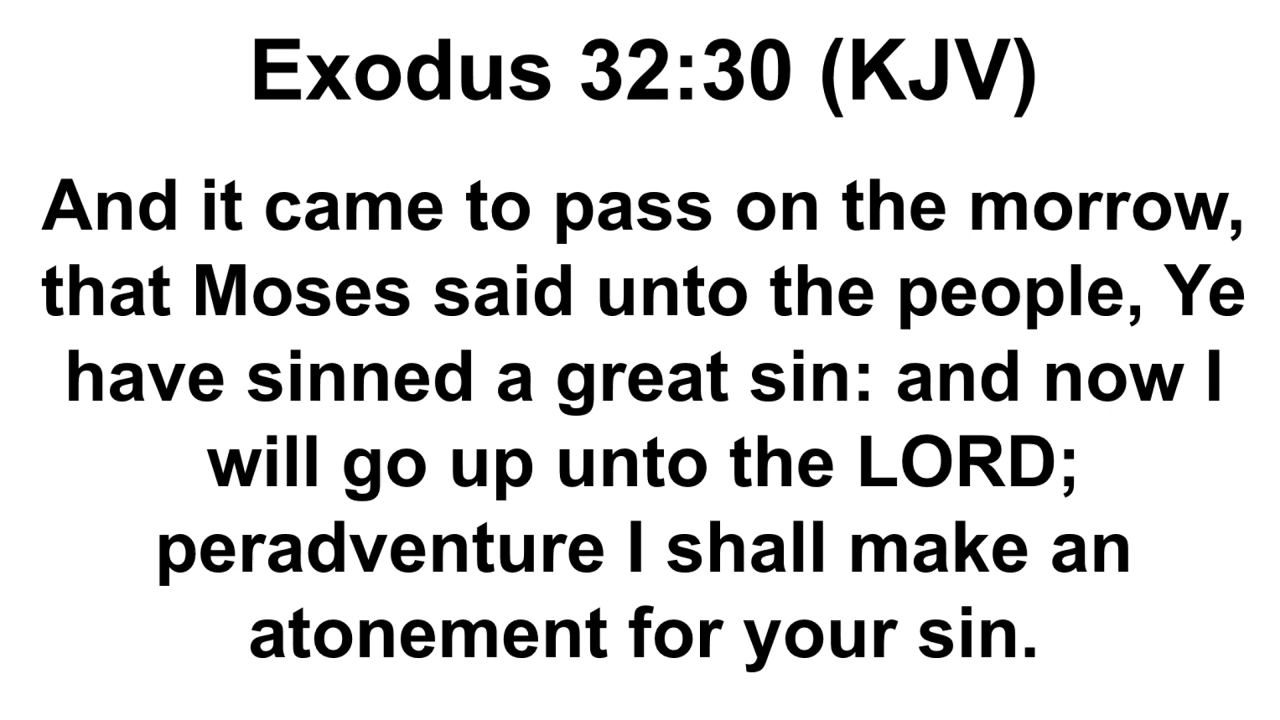 Exodus 32:30 (KJV)
And it came to pass on the morrow,
that Moses said unto the people, Ye
have sinned a great sin: and now I
will go up unto the LORD;
peradventure I shall make an
atonement for your sin.